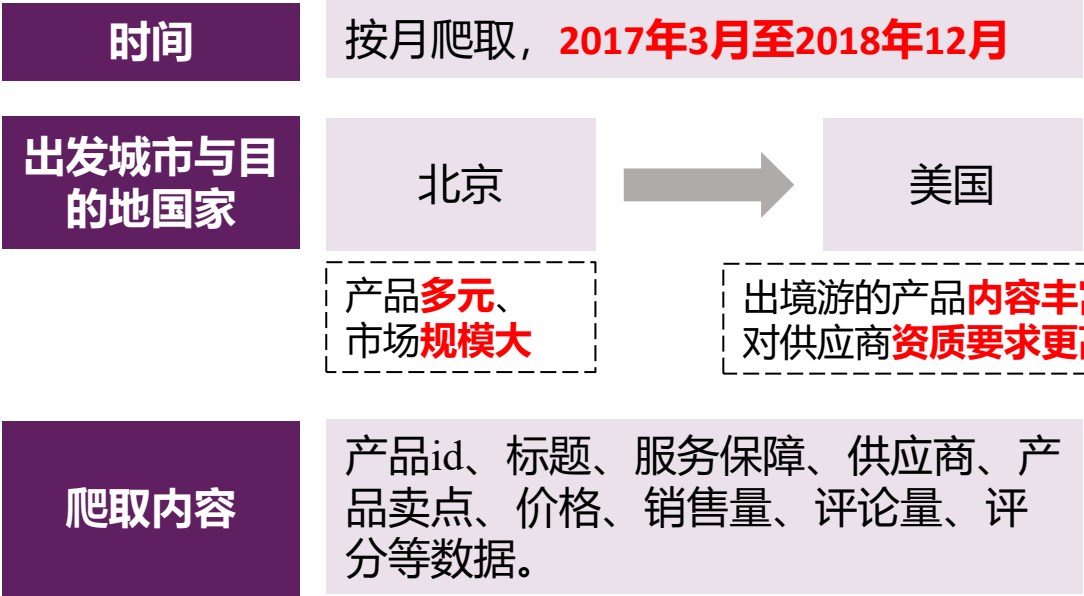 时间
按月爬取，2017年3月至2018年12月
出发城市与目
的地国家
北京
美国
产品多元、
市场规模大
出境游的产品内容丰
对供应商资质要求更
爬取内容
产品id、标题、服务保障、供应商、产
品卖点、价格、销售量、评论量、评
分等数据。